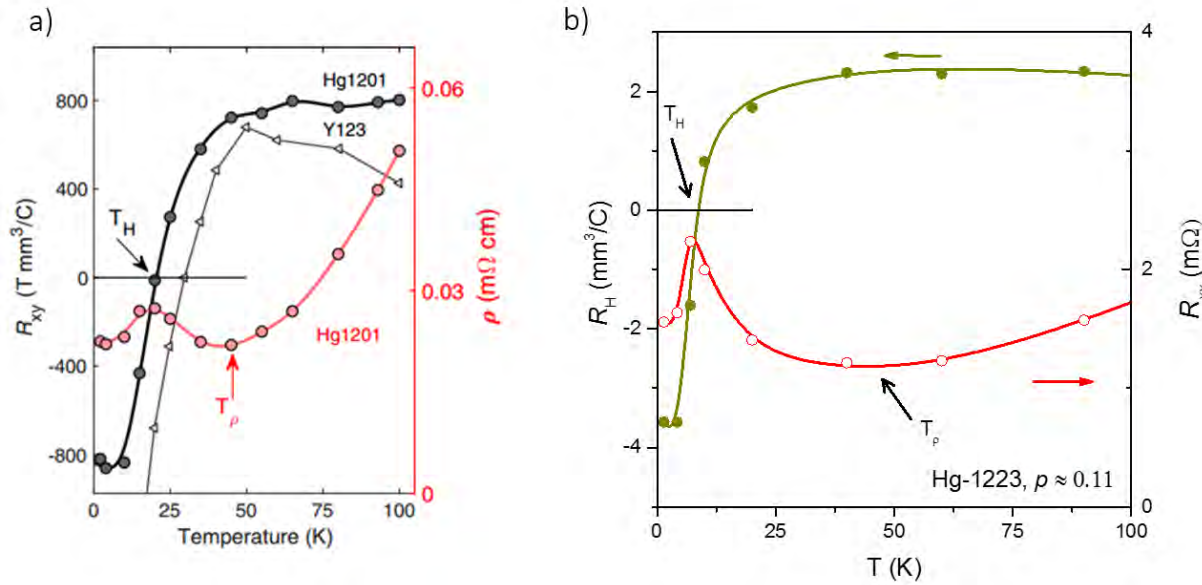 a)
R_xy (T mm³/C)
800
400
0
-400
-800
Hg1201
Y123
T_H
Hg1201
T_ρ
0.06
0.03
0
ρ (mΩ cm)
0 25 50 75 100
Temperature (K)
b)
R_H (mm³/C)
2
0
-2
-4
T_H
T_ρ
Hg-1223, p ≈ 0.11
4
2
0
(mΩ)
0 25 50 75 100
T (K)